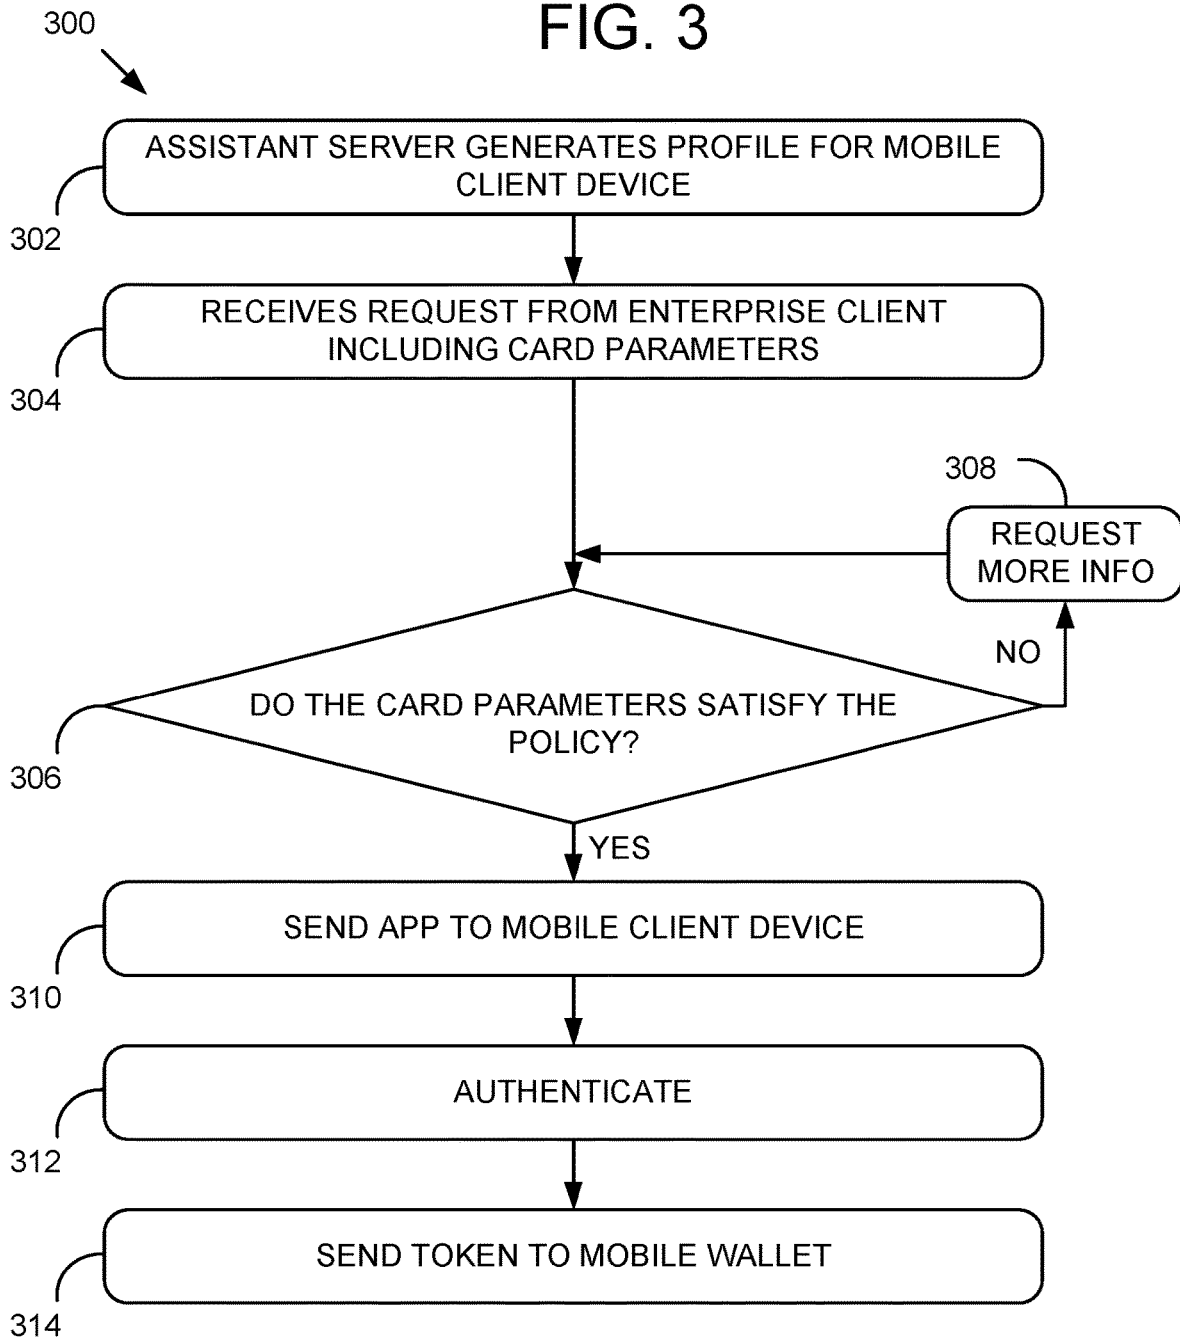 FIG. 3
300
ASSISTANT SERVER GENERATES PROFILE FOR MOBILE
CLIENT DEVICE
302
RECEIVES REQUEST FROM ENTERPRISE CLIENT
INCLUDING CARD PARAMETERS
304
308
REQUEST
MORE INFO
NO
DO THE CARD PARAMETERS SATISFY THE
POLICY?
306
YES
SEND APP TO MOBILE CLIENT DEVICE
310
AUTHENTICATE
312
SEND TOKEN TO MOBILE WALLET
314